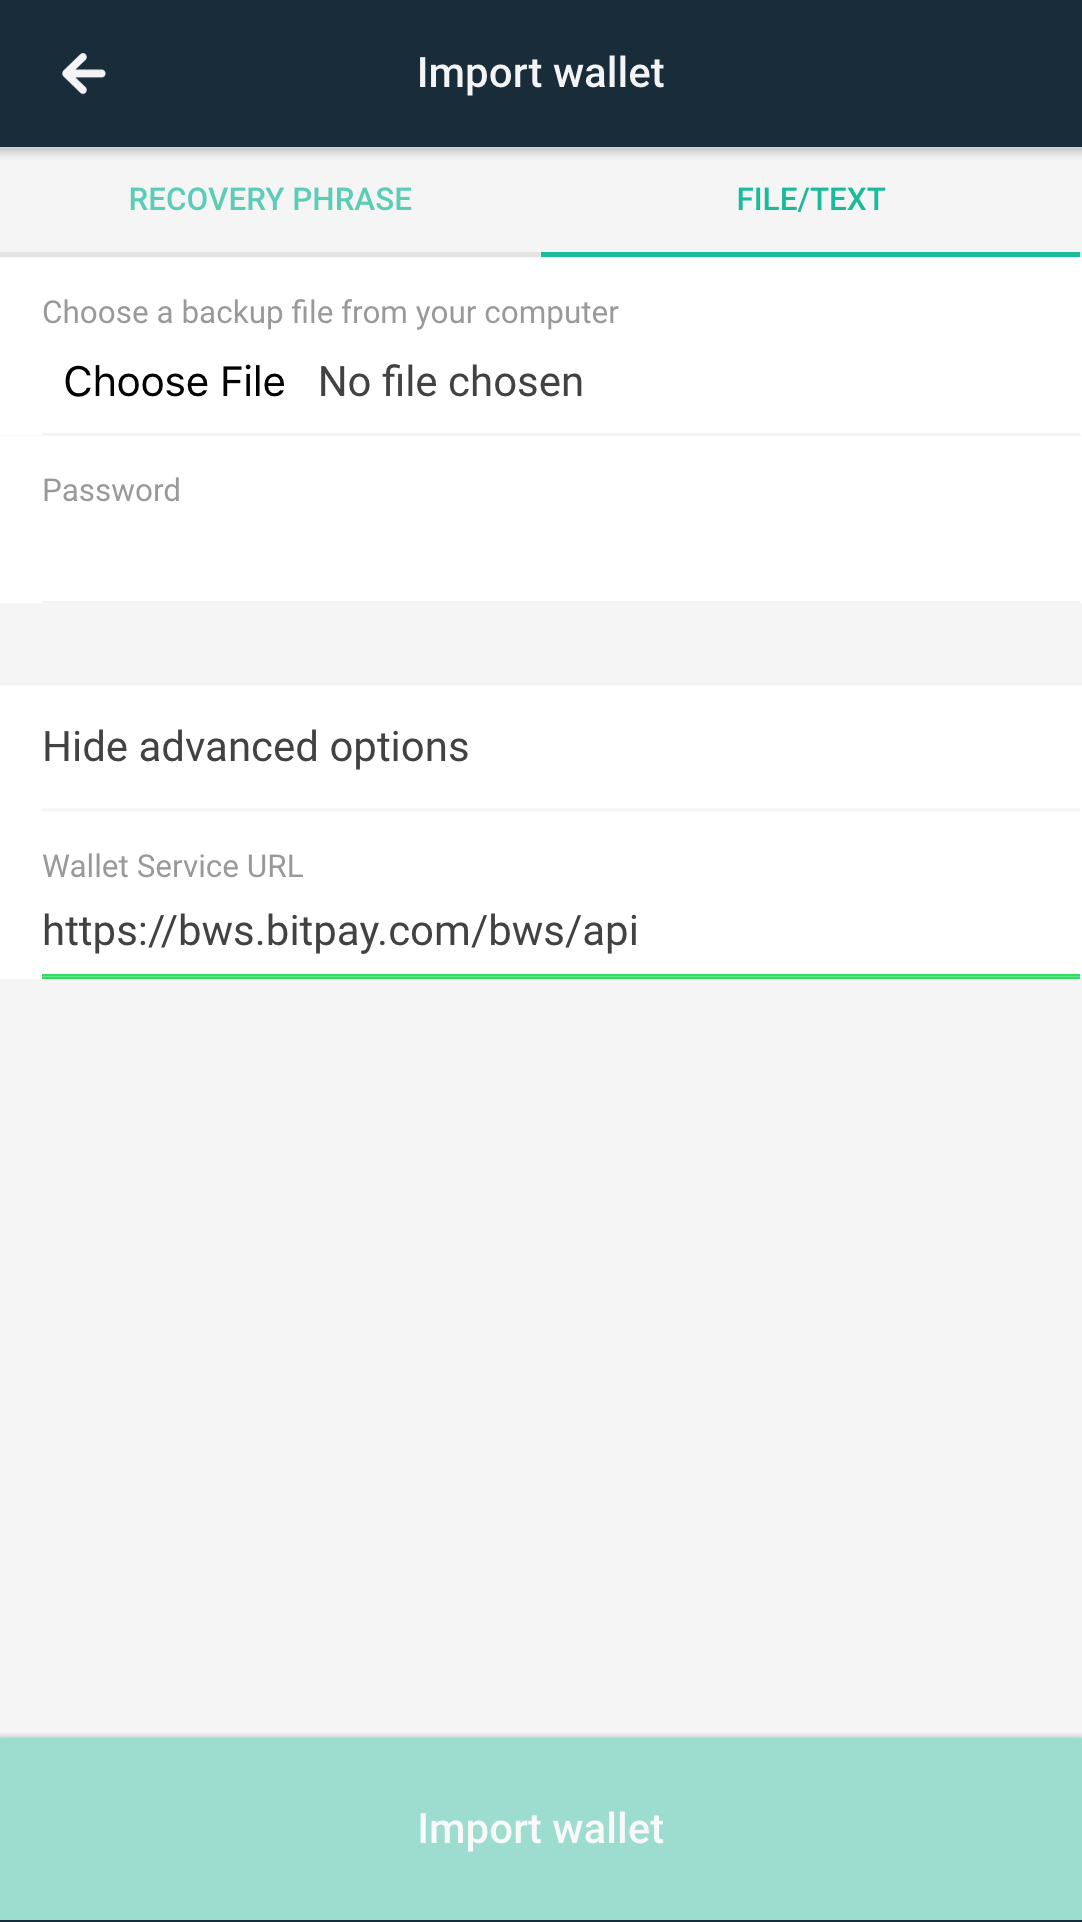 Import wallet
RECOVERY PHRASE FILE/TEXT
Choose a backup file from your computer
Choose File No file chosen
Password
Hide advanced options
Wallet Service URL
https://bws.bitpay.com/bws/api
Import wallet